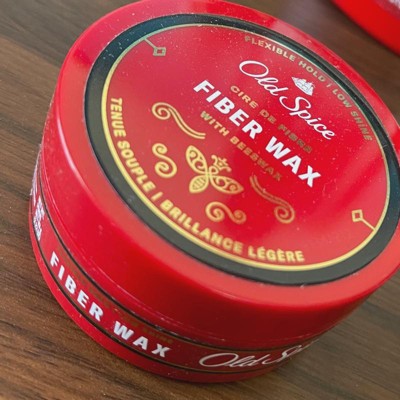 FLEXIBLE HOLD / LOW SHINE
Old Spice
CIRE DE FIBRE
FIBER WAX
WITH BEESWAX
TENUE SOUPLE / BRILLANCE LÉGÈRE
FIBER WAX
Old Spice